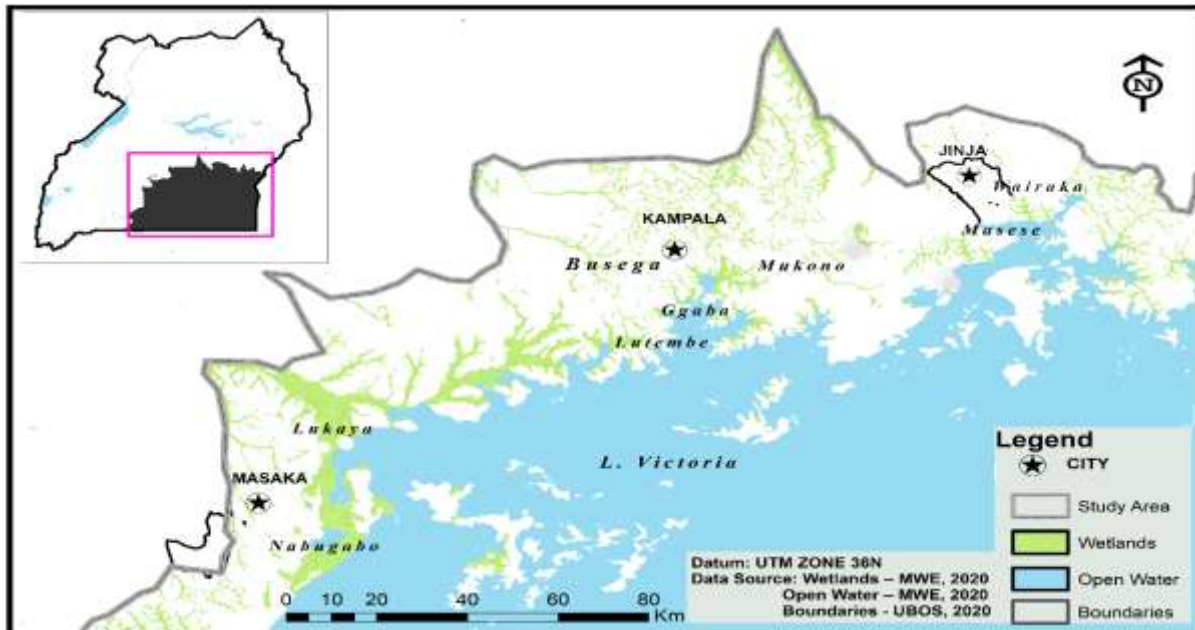 N
JINJA
Wairaka
KAMPALA
Masese
Busega
Mukono
Ggaba
Lutembe
Lukaya
L. Victoria
MASAKA
Nabugabo
Legend
CITY
Study Area
Wetlands
Open Water
Boundaries
Datum: UTM ZONE 36N
Data Source: Wetlands – MWE, 2020
Open Water – MWE, 2020
Boundaries - UBOS, 2020
0 10 20 40 60 80
Km